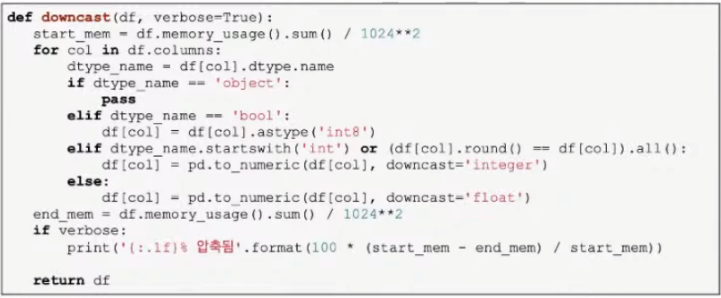 def downcast(df, verbose=True):
    start_mem = df.memory_usage().sum() / 1024**2
    for col in df.columns:
        dtype_name = df[col].dtype.name
        if dtype_name == 'object':
            pass
        elif dtype_name == 'bool':
            df[col] = df[col].astype('int8')
        elif dtype_name.startswith('int') or (df[col].round() == df[col]).all():
            df[col] = pd.to_numeric(df[col], downcast='integer')
        else:
            df[col] = pd.to_numeric(df[col], downcast='float')
    end_mem = df.memory_usage().sum() / 1024**2
    if verbose:
        print('{:.1f}% 압축됨'.format(100 * (start_mem - end_mem) / start_mem))
    return df